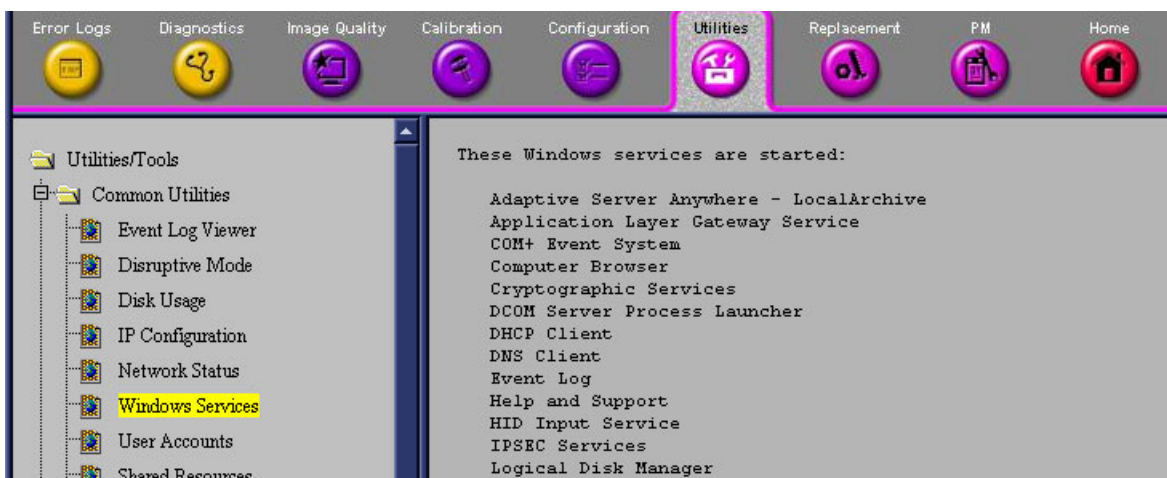 Error Logs
Diagnostics
Image Quality
Calibration
Configuration
Utilities
Replacement
PM
Home
Utilities/Tools
Common Utilities
Event Log Viewer
Disruptive Mode
Disk Usage
IP Configuration
Network Status
Windows Services
User Accounts
Shared Resources
These Windows services are started:
Adaptive Server Anywhere - LocalArchive
Application Layer Gateway Service
COM+ Event System
Computer Browser
Cryptographic Services
DCOM Server Process Launcher
DHCP Client
DNS Client
Event Log
Help and Support
HID Input Service
IPSEC Services
Logical Disk Manager